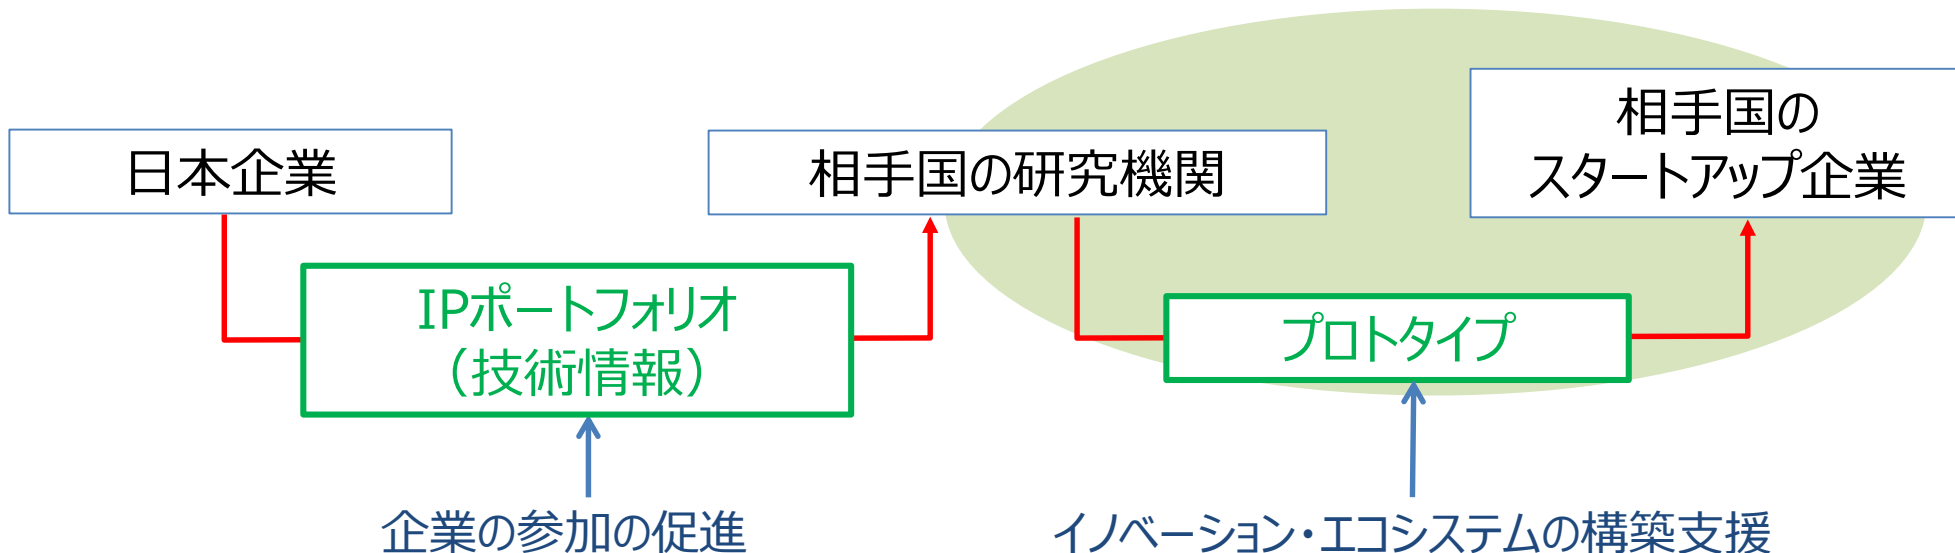 日本企業
相手国の研究機関
相手国の
スタートアップ企業
IPポートフォリオ
（技術情報）
プロトタイプ
企業の参加の促進
イノベーション・エコシステムの構築支援